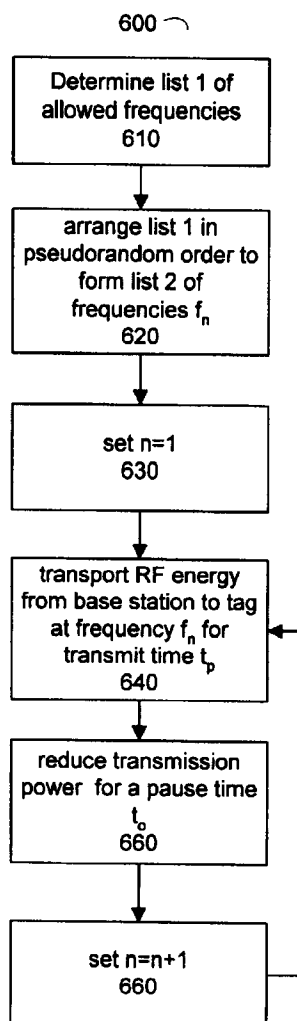 600
Determine list 1 of
allowed frequencies
610
arrange list 1 in
pseudorandom order to
form list 2 of
frequencies fn
620
set n=1
630
transport RF energy
from base station to tag
at frequency fn for
transmit time tp
640
reduce transmission
power for a pause time
to
660
set n=n+1
660